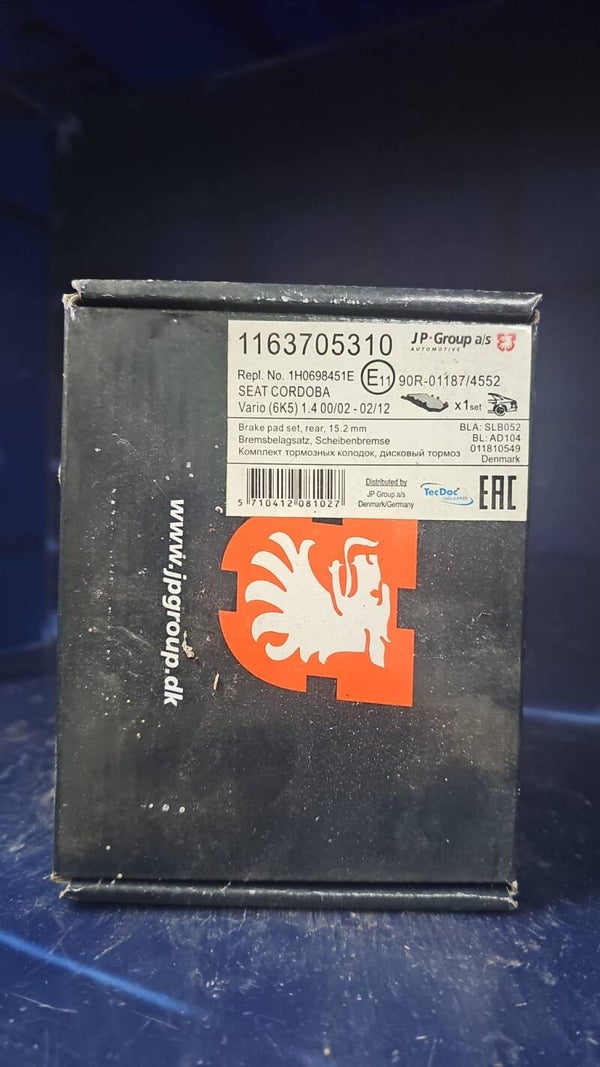 1163705310
JP·Group a/s
AUTOMOTIVE
Repl. No. 1H0698451E
E11 90R-01187/4552
SEAT CORDOBA
Vario (6K5) 1.4 00/02 - 02/12
x1set
Brake pad set, rear, 15.2 mm
Bremsbelagsatz, Scheibenbremse
Комплект тормозных колодок, дисковый тормоз
BLA: SLB052
BL: AD104
011810549
Denmark
5 710412 081027
Distributed by
JP Group a/s
Denmark/Germany
TecDoc
DATA SUPPLIER
EAC
www.jpgroup.dk